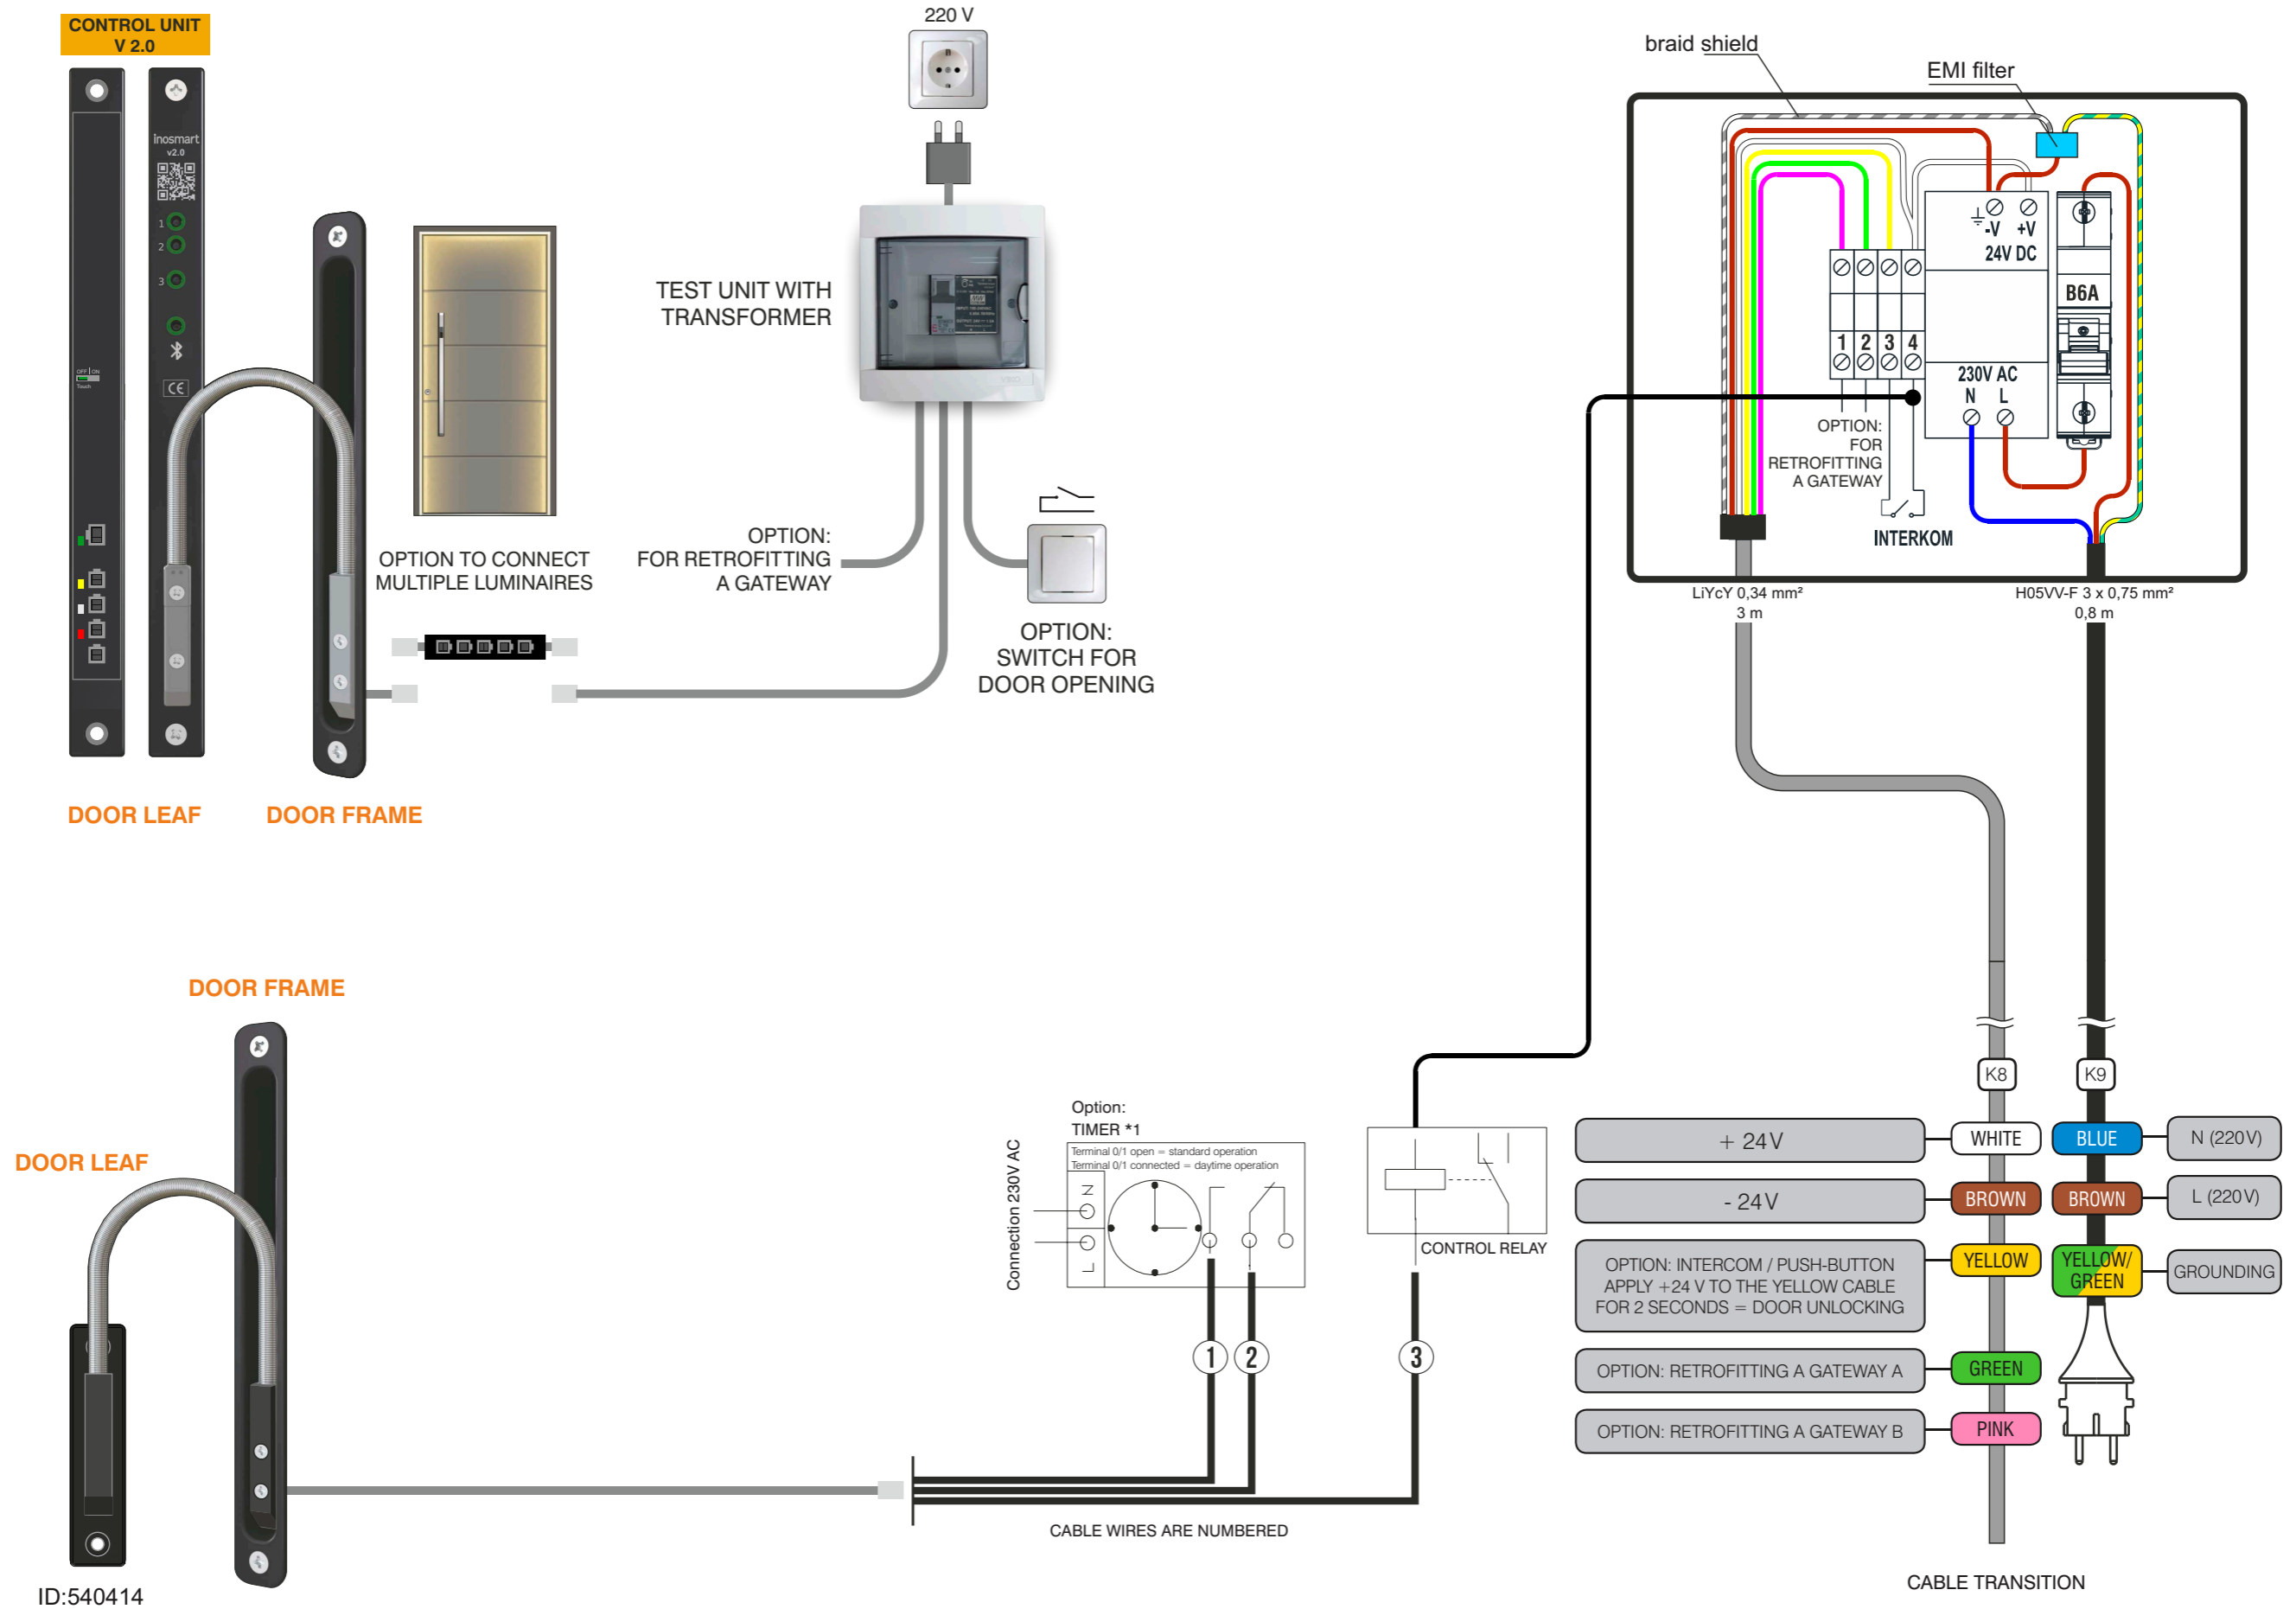 CONTROL UNIT
V 2.0
inosmart
v2.0
1
2
3
OFF | ON
Touch
CE
DOOR LEAF
DOOR FRAME
OPTION TO CONNECT
MULTIPLE LUMINAIRES
220 V
TEST UNIT WITH
TRANSFORMER
OPTION:
FOR RETROFITTING
A GATEWAY
OPTION:
SWITCH FOR
DOOR OPENING
braid shield
EMI filter
-V +V
24V DC
B6A
1 2 3 4
230V AC
N L
OPTION:
FOR
RETROFITTING
A GATEWAY
INTERKOM
LiYcY 0,34 mm²
3 m
H05VV-F 3 x 0,75 mm²
0,8 m
DOOR FRAME
DOOR LEAF
ID:540414
Option:
TIMER *1
Terminal 0/1 open = standard operation
Terminal 0/1 connected = daytime operation
Connection 230V AC
N
L
CONTROL RELAY
1
2
3
CABLE WIRES ARE NUMBERED
K8
K9
+ 24V
WHITE
BLUE
N (220V)
- 24V
BROWN
BROWN
L (220V)
OPTION: INTERCOM / PUSH-BUTTON
APPLY +24 V TO THE YELLOW CABLE
FOR 2 SECONDS = DOOR UNLOCKING
YELLOW
YELLOW/
GREEN
GROUNDING
OPTION: RETROFITTING A GATEWAY A
GREEN
OPTION: RETROFITTING A GATEWAY B
PINK
CABLE TRANSITION